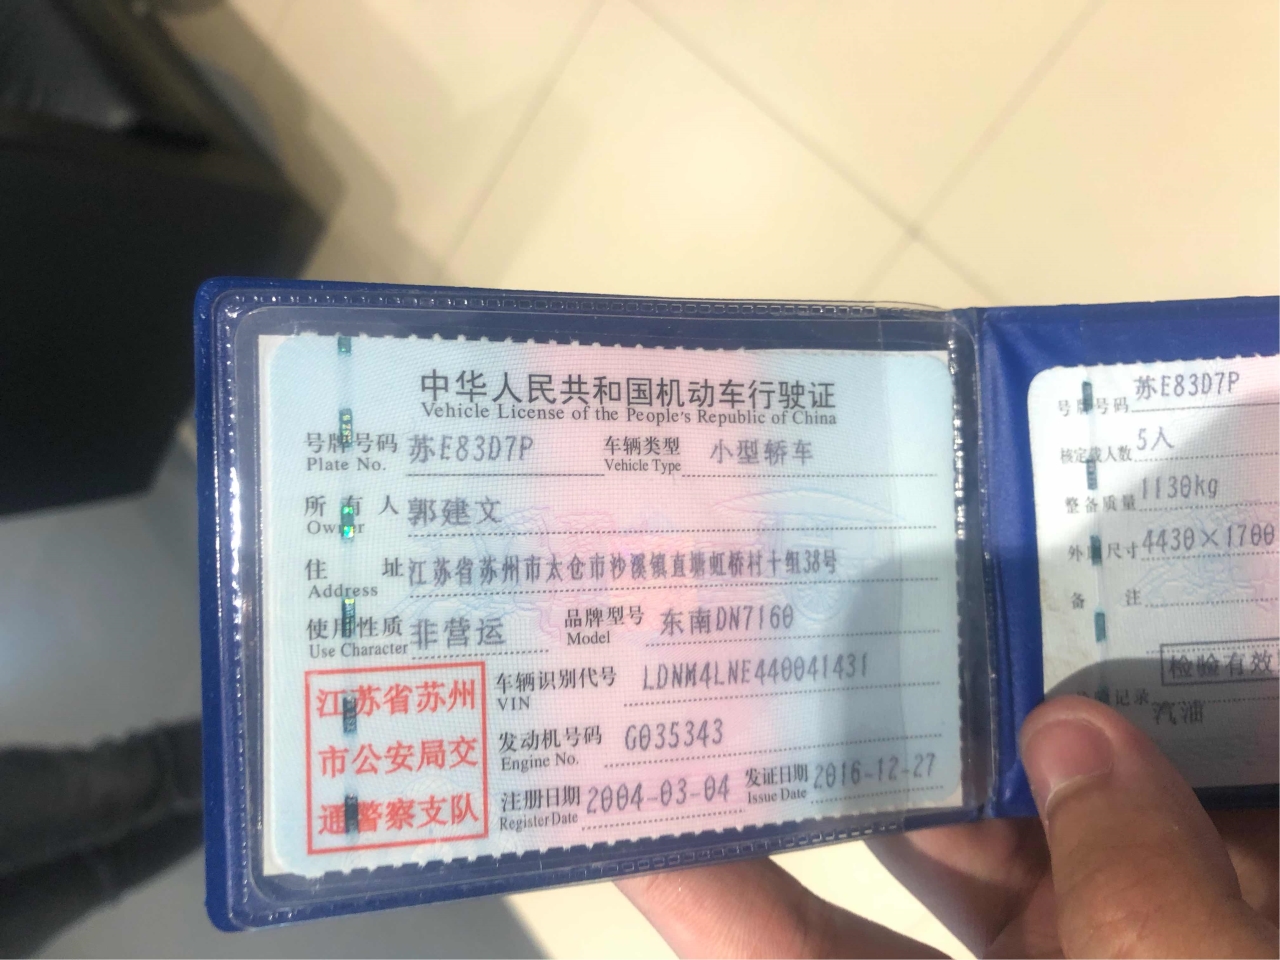 中华人民共和国机动车行驶证
Vehicle License of the People's Republic of China
号牌号码 苏E83D7P 车辆类型 小型轿车
Plate No. Vehicle Type
所有人 郭建文
Owner
住址 江苏省苏州市太仓市沙溪镇直塘虹桥村十组38号
Address
使用性质 非营运 品牌型号 东南DN7160
Use Character Model
车辆识别代号 LDNM4LNE440041431
VIN
发动机号码 G035343
Engine No.
注册日期 2004-03-04 发证日期 2016-12-27
Register Date Issue Date
江苏省苏州
市公安局交
通警察支队
号牌号码 苏E83D7P
核定载人数 5人
整备质量 1130kg
外廓尺寸 4430×1700
备注
检验有效
记录
汽油